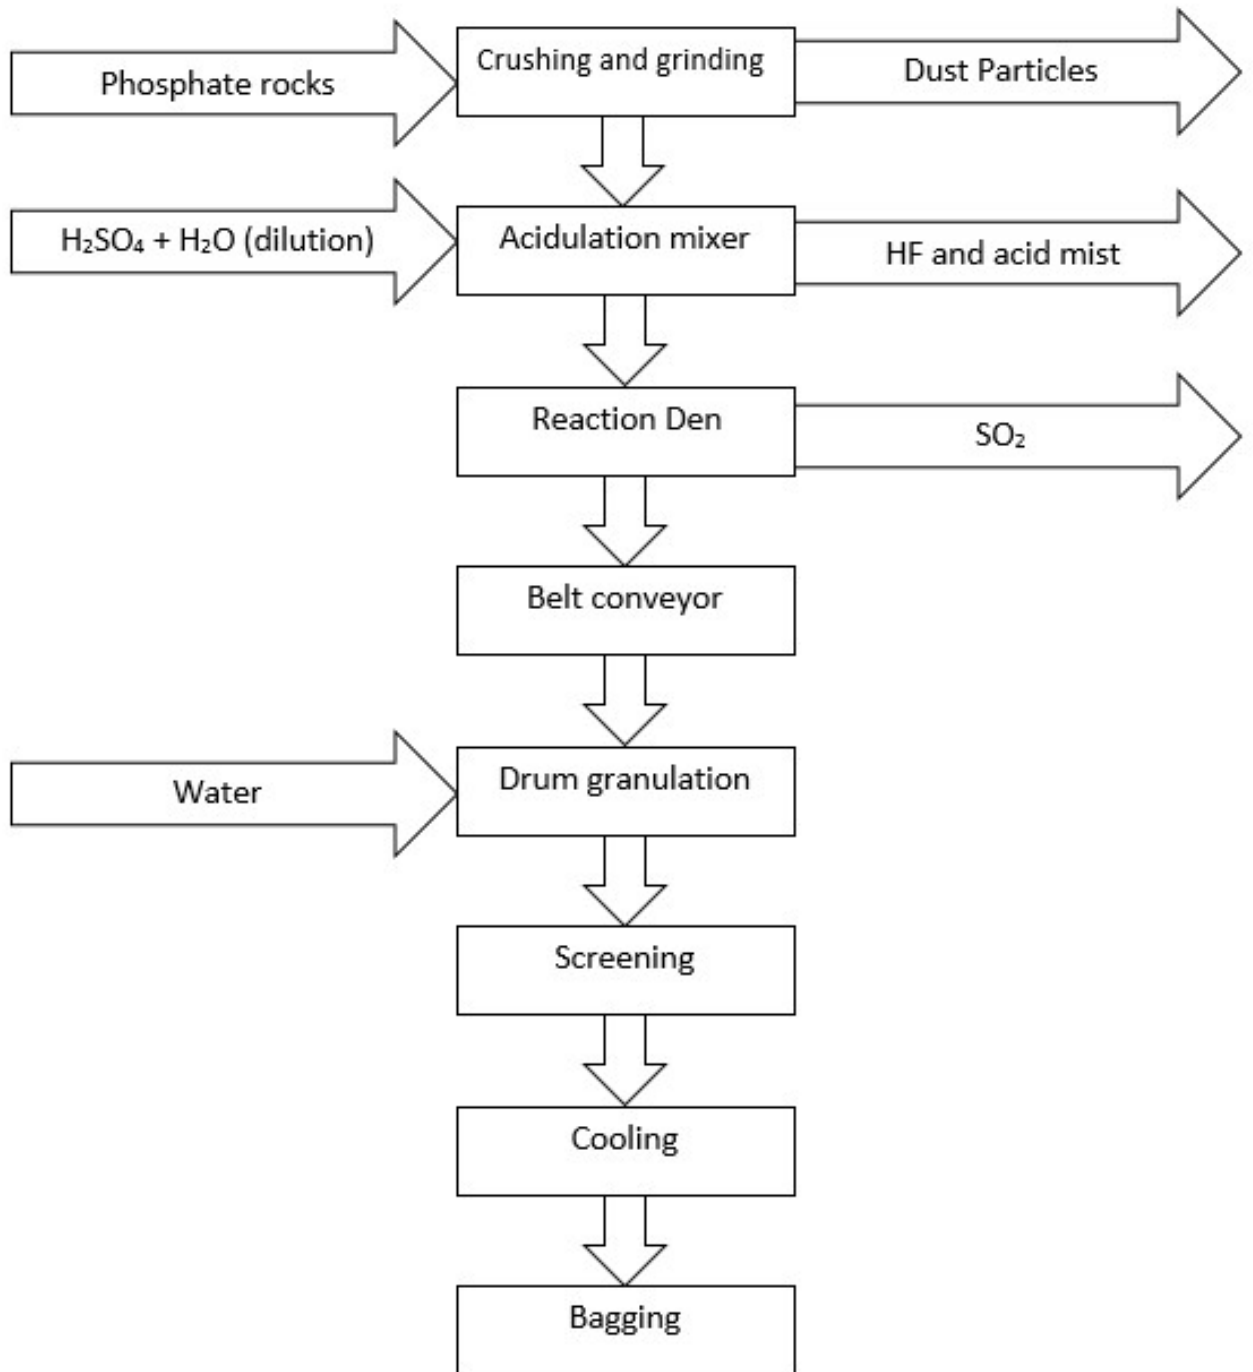 Phosphate rocks
Crushing and grinding
Dust Particles
H₂SO₄ + H₂O (dilution)
Acidulation mixer
HF and acid mist
Reaction Den
SO₂
Belt conveyor
Water
Drum granulation
Screening
Cooling
Bagging